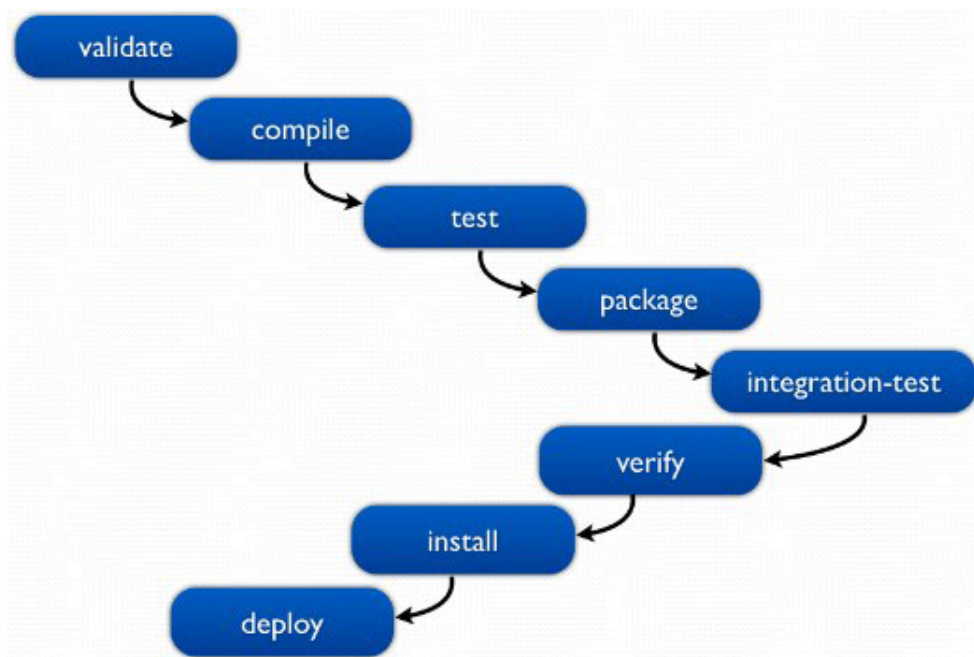 validate
compile
test
package
integration-test
verify
install
deploy